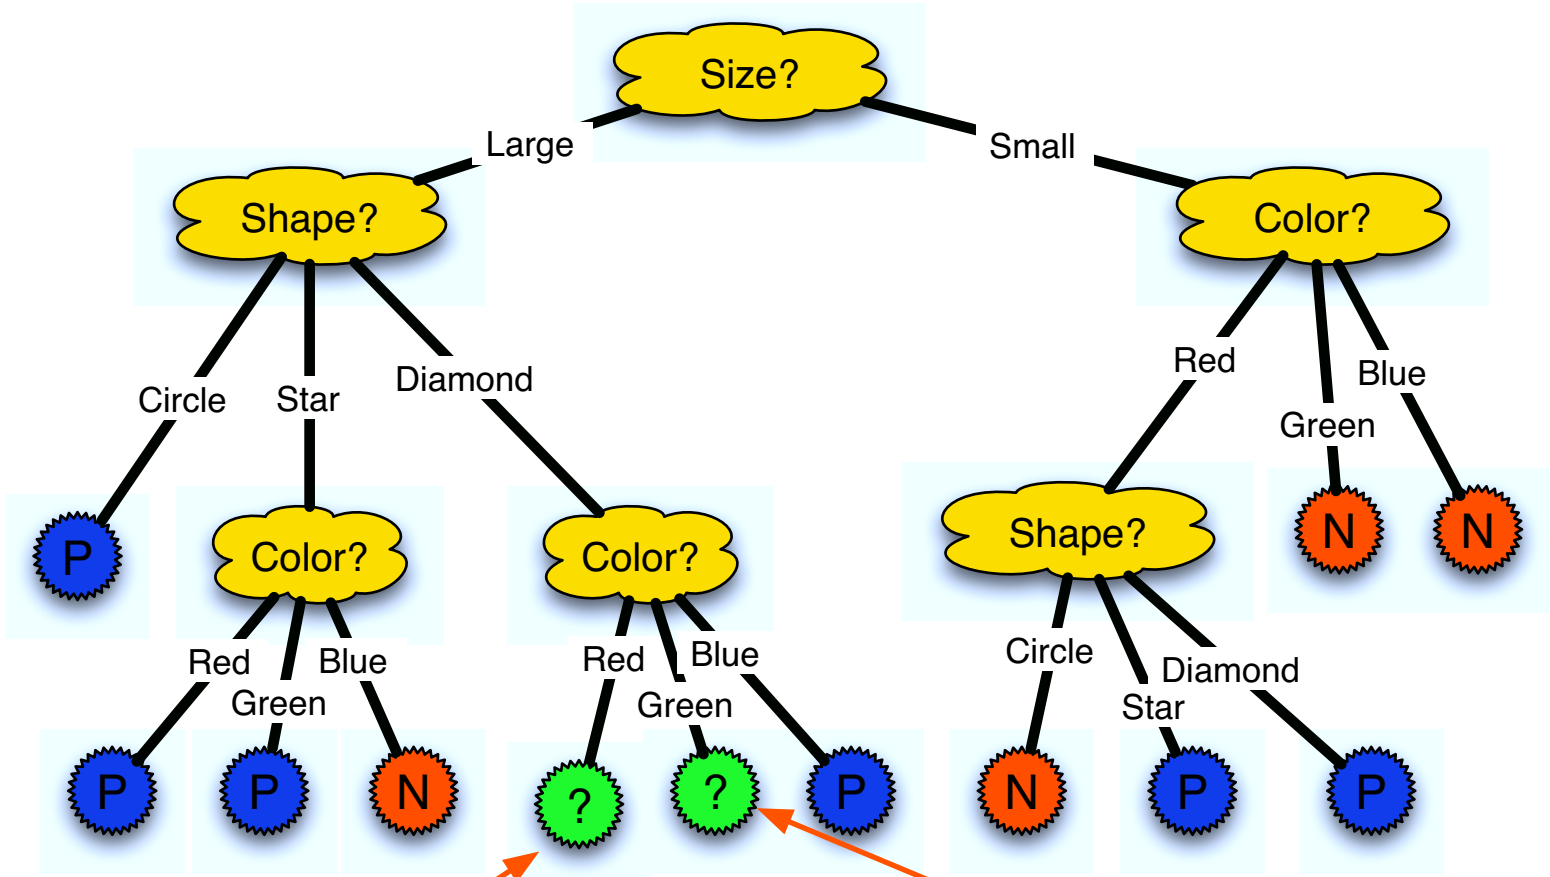 Size?
Large
Small
Shape?
Color?
Circle
Star
Diamond
Red
Green
Blue
P
Color?
Color?
Shape?
N
N
Red
Green
Blue
Red
Green
Blue
Circle
Star
Diamond
P
P
N
?
?
P
N
P
P